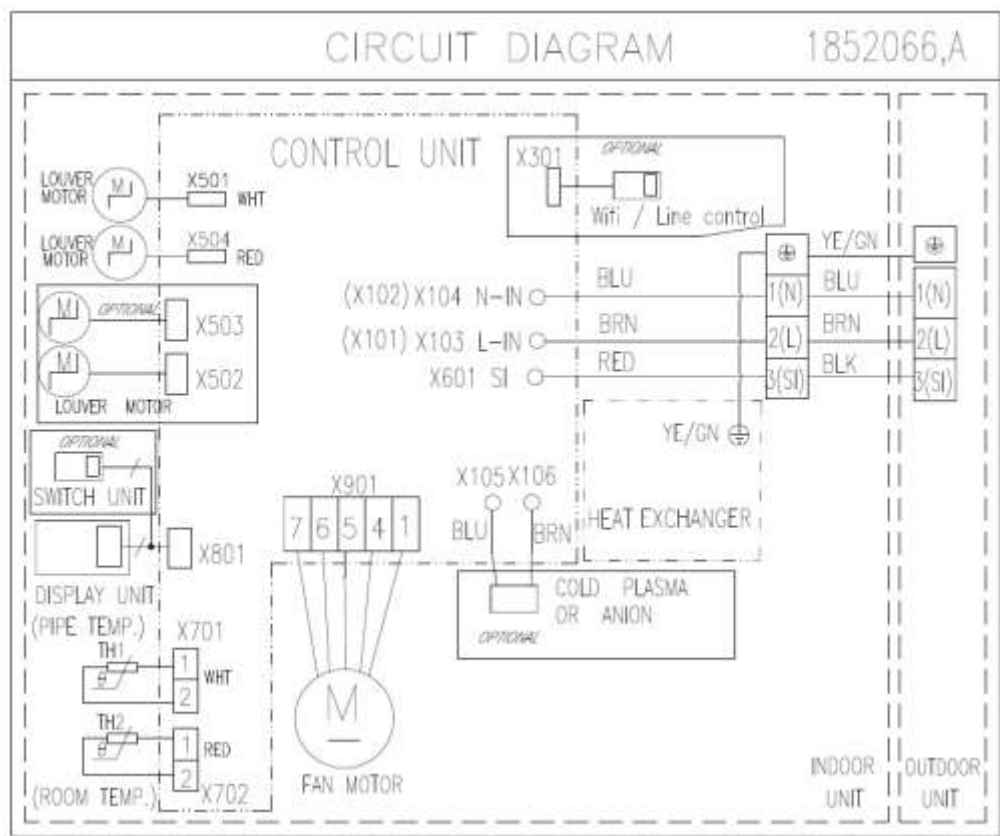 CIRCUIT DIAGRAM 1852066,A
CONTROL UNIT
LOUVER
MOTOR
M
X501
WHT
LOUVER
MOTOR
M
X504
RED
M
OPTIONAL
X503
M
X502
LOUVER MOTOR
OPTIONAL
SWITCH UNIT
X801
DISPLAY UNIT
(PIPE TEMP.)
X701
TH1
θ
1
2
WHT
TH2
θ
1
2
RED
(ROOM TEMP.)
X702
X301
OPTIONAL
Wifi / Line control
(X102) X104 N-IN
BLU
(X101) X103 L-IN
BRN
X601 SI
RED
1(N)
2(L)
3(SI)
YE/GN
BLU
BRN
BLK
1(N)
2(L)
3(SI)
YE/GN
HEAT EXCHANGER
X105 X106
BLU
BRN
COLD PLASMA
OR ANION
OPTIONAL
X901
7 6 5 4 1
M
FAN MOTOR
INDOOR
UNIT
OUTDOOR
UNIT